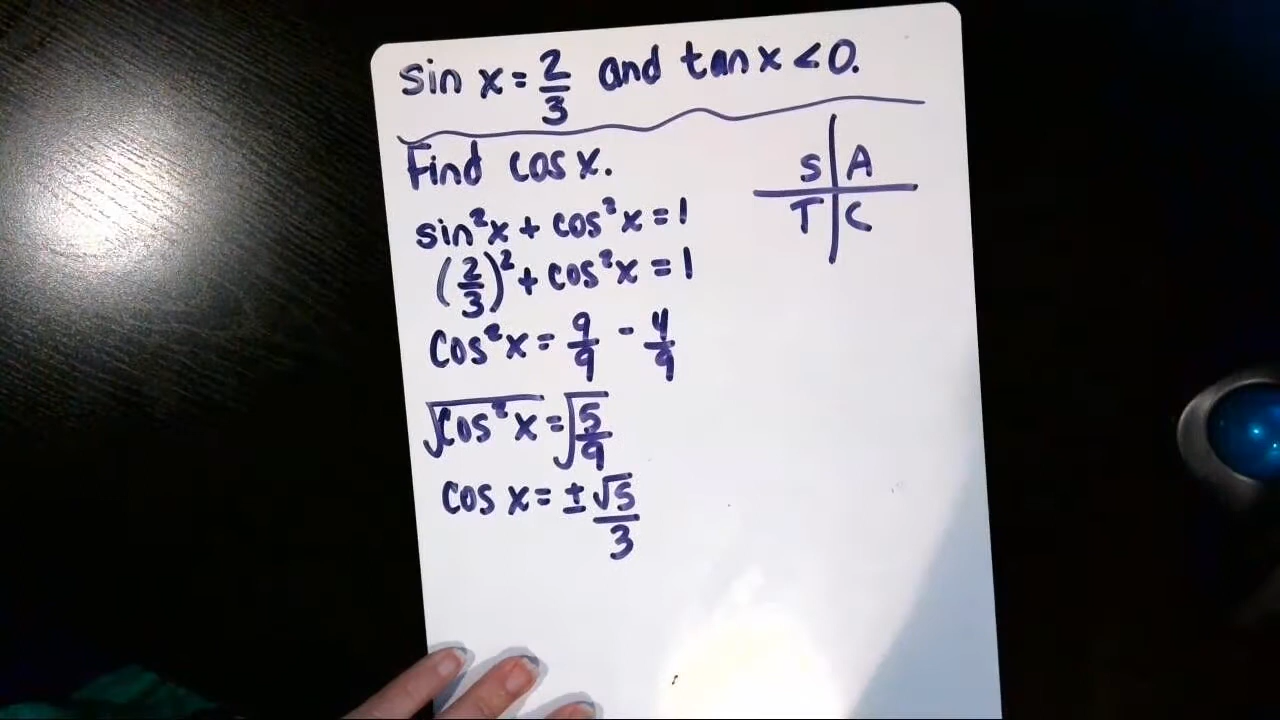 sin x = 2/3 and tan x < 0.
Find cos x.
S A
T C
sin²x + cos²x = 1
(2/3)² + cos²x = 1
cos²x = 9/9 - 4/9
√cos²x = √5/9
cos x = ± √5/3